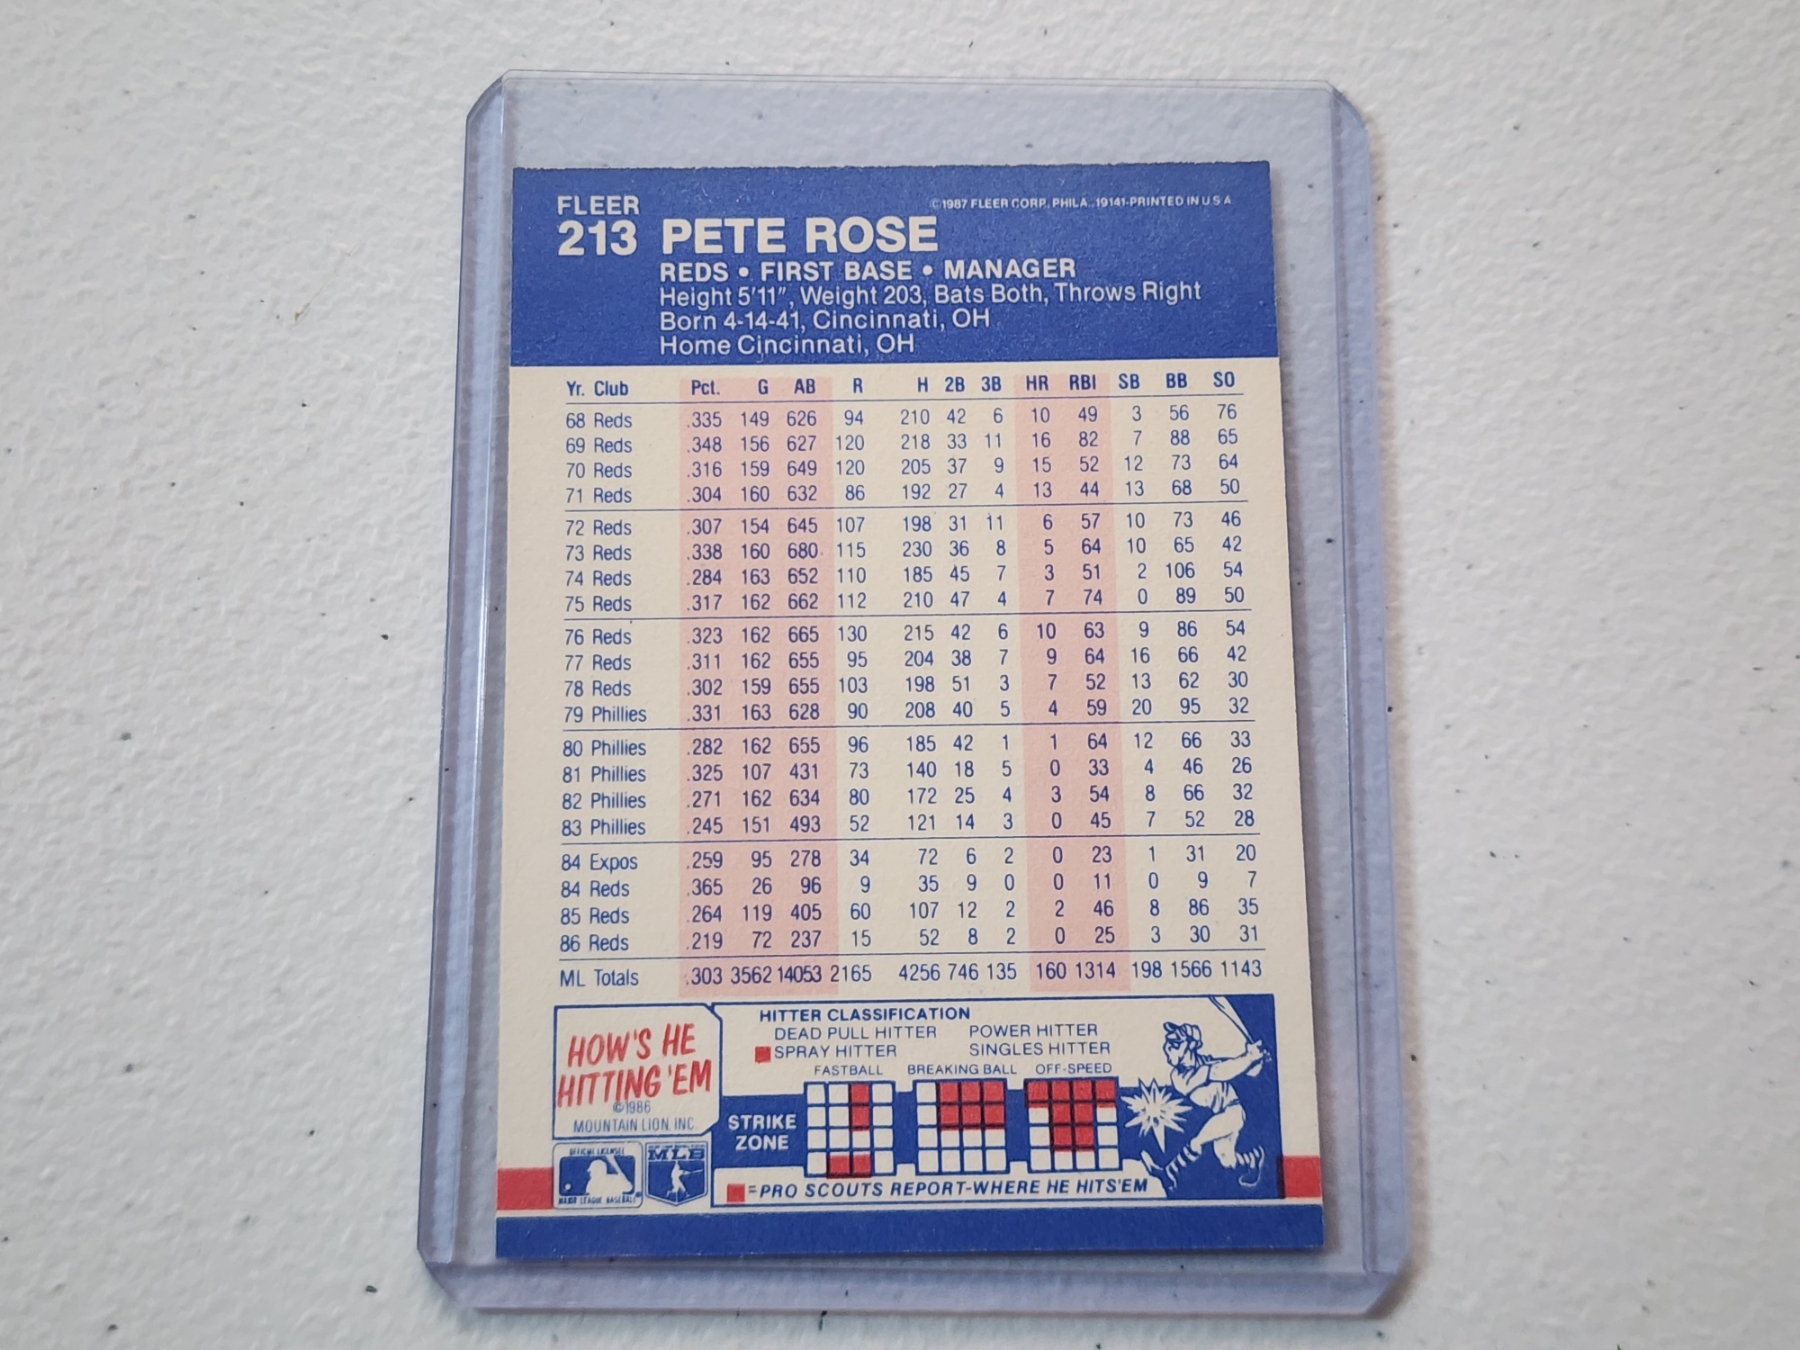 FLEER
213 PETE ROSE
©1987 FLEER CORP. PHILA., 19141-PRINTED IN U S A
REDS • FIRST BASE • MANAGER
Height 5'11", Weight 203, Bats Both, Throws Right
Born 4-14-41, Cincinnati, OH
Home Cincinnati, OH
Yr. Club Pct. G AB R H 2B 3B HR RBI SB BB SO
68 Reds .335 149 626 94 210 42 6 10 49 3 56 76
69 Reds .348 156 627 120 218 33 11 16 82 7 88 65
70 Reds .316 159 649 120 205 37 9 15 52 12 73 64
71 Reds .304 160 632 86 192 27 4 13 44 13 68 50
72 Reds .307 154 645 107 198 31 11 6 57 10 73 46
73 Reds .338 160 680 115 230 36 8 5 64 10 65 42
74 Reds .284 163 652 110 185 45 7 3 51 2 106 54
75 Reds .317 162 662 112 210 47 4 7 74 0 89 50
76 Reds .323 162 665 130 215 42 6 10 63 9 86 54
77 Reds .311 162 655 95 204 38 7 9 64 16 66 42
78 Reds .302 159 655 103 198 51 3 7 52 13 62 30
79 Phillies .331 163 628 90 208 40 5 4 59 20 95 32
80 Phillies .282 162 655 96 185 42 1 1 64 12 66 33
81 Phillies .325 107 431 73 140 18 5 0 33 4 46 26
82 Phillies .271 162 634 80 172 25 4 3 54 8 66 32
83 Phillies .245 151 493 52 121 14 3 0 45 7 52 28
84 Expos .259 95 278 34 72 6 2 0 23 1 31 20
84 Reds .365 26 96 9 35 9 0 0 11 0 9 7
85 Reds .264 119 405 60 107 12 2 2 46 8 86 35
86 Reds .219 72 237 15 52 8 2 0 25 3 30 31
ML Totals .303 3562 14053 2165 4256 746 135 160 1314 198 1566 1143
HOW'S HE
HITTING 'EM
©1986
MOUNTAIN LION, INC.
HITTER CLASSIFICATION
DEAD PULL HITTER POWER HITTER
SPRAY HITTER SINGLES HITTER
FASTBALL BREAKING BALL OFF-SPEED
STRIKE
ZONE
=PRO SCOUTS REPORT-WHERE HE HITS'EM
OFFICIAL LICENSEE
MAJOR LEAGUE BASEBALL
MLB